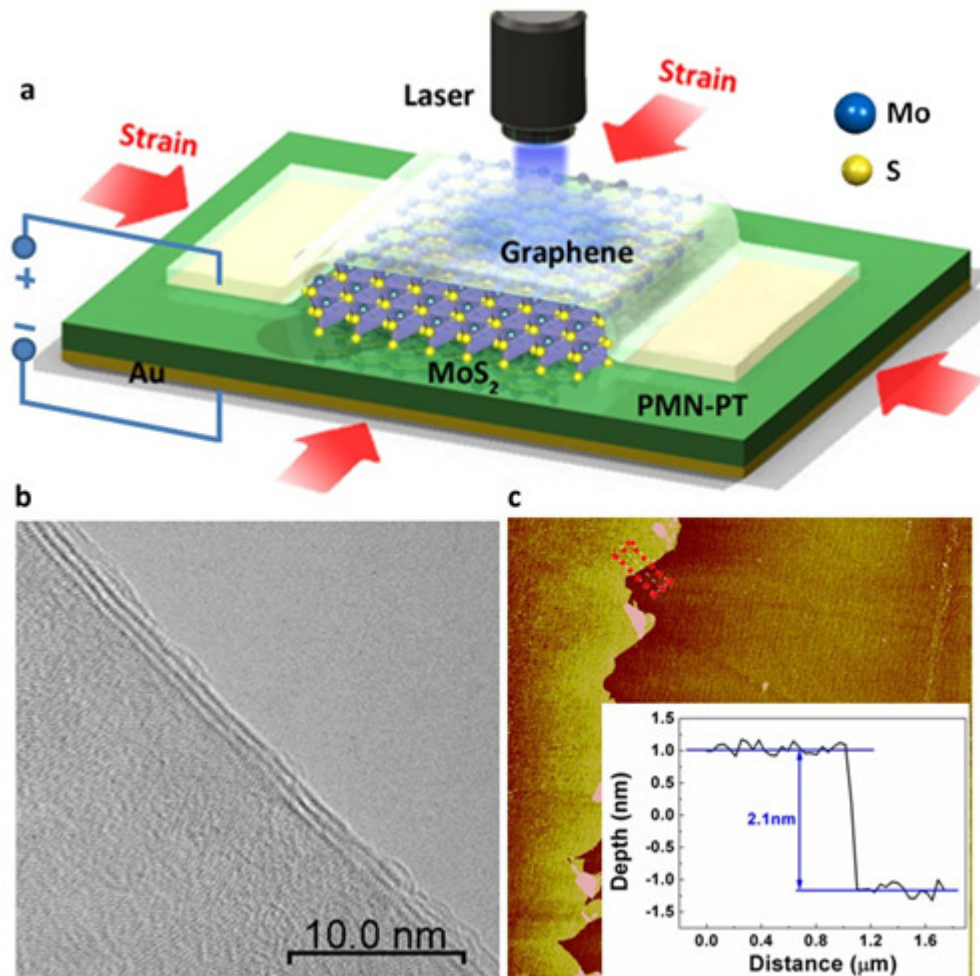 a
Laser
Strain
Strain
Mo
S
Graphene
+
−
Au
MoS₂
PMN-PT
b
c
10.0 nm
Depth (nm)
1.5
1.0
0.5
0.0
-0.5
-1.0
-1.5
2.1nm
0.0 0.4 0.8 1.2 1.6
Distance (μm)